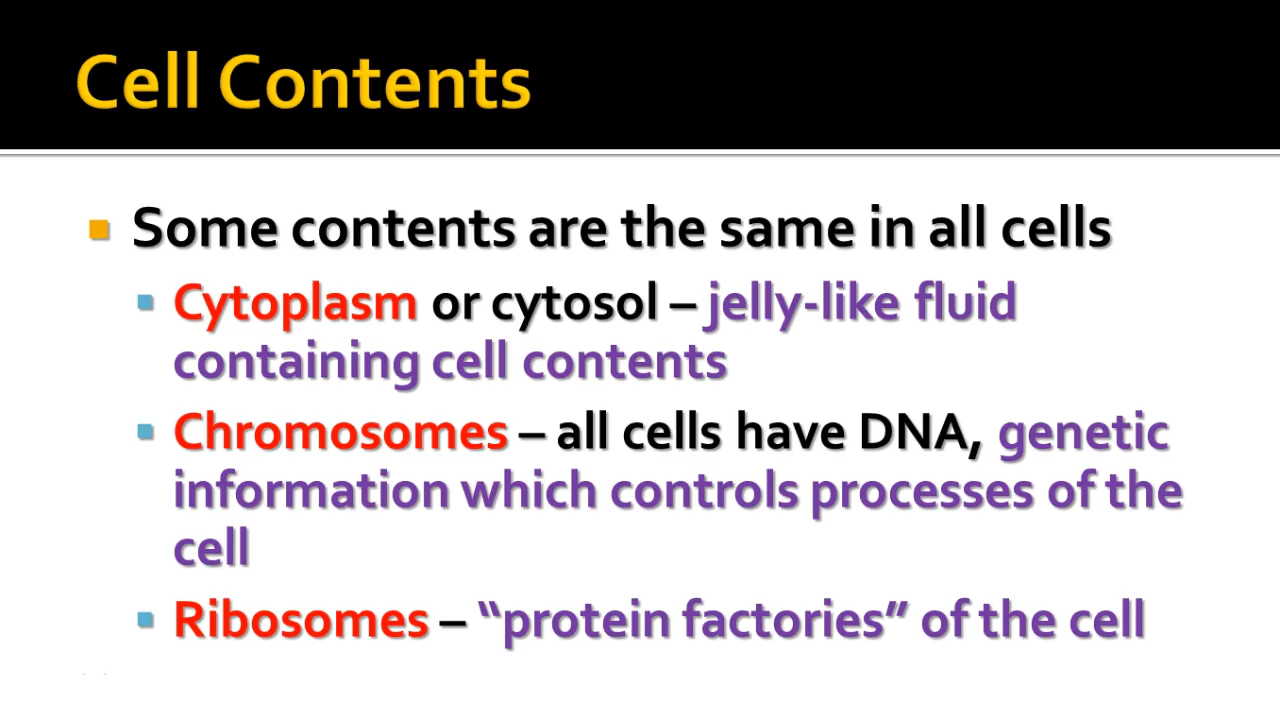 Cell Contents
Some contents are the same in all cells
Cytoplasm or cytosol – jelly-like fluid
containing cell contents
Chromosomes – all cells have DNA, genetic
information which controls processes of the
cell
Ribosomes – “protein factories” of the cell